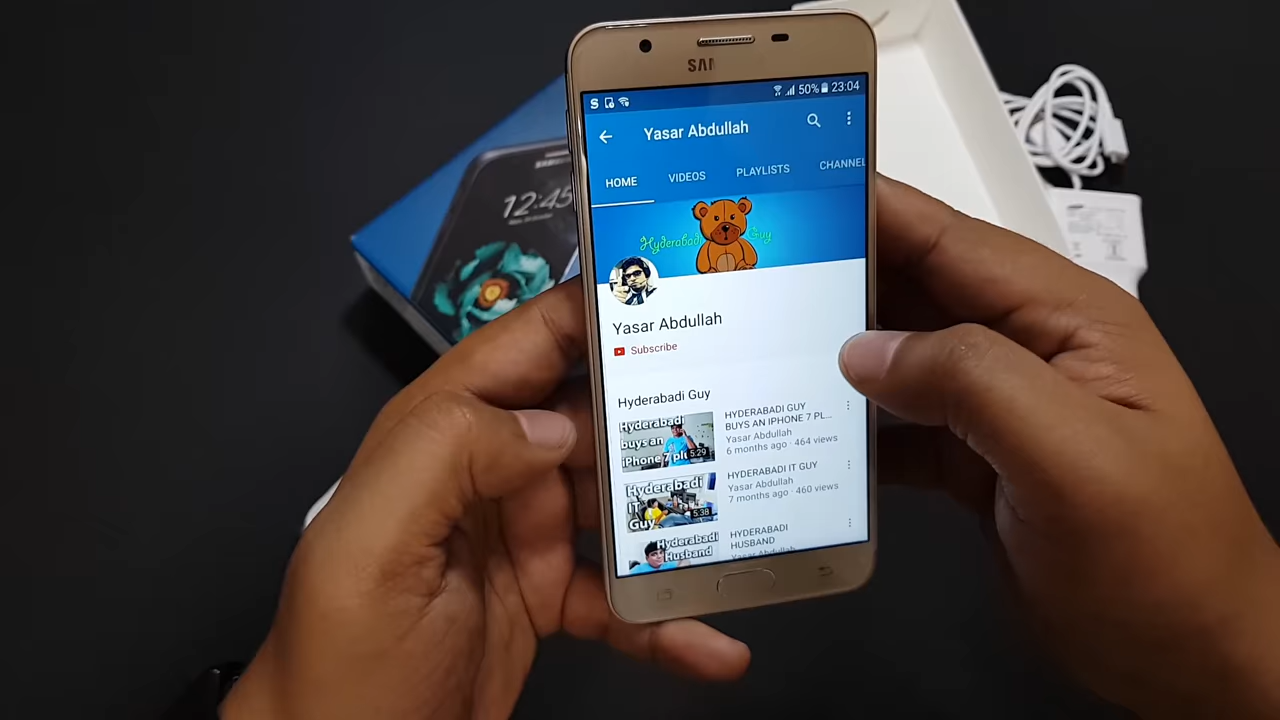 SAM
50% 23:04
Yasar Abdullah
HOME VIDEOS PLAYLISTS CHANNEL
Hyderabadi Guy
Yasar Abdullah
Subscribe
Hyderabadi Guy
Hyderabadi
buys an
iPhone 7 plu
5:29
HYDERABADI GUY
BUYS AN IPHONE 7 PL...
Yasar Abdullah
6 months ago · 464 views
Hyderabadi
IT
Guy
5:38
HYDERABADI IT GUY
Yasar Abdullah
7 months ago · 460 views
Hyderabadi
Husband
HYDERABADI
HUSBAND
Yasar Abdullah
12:45